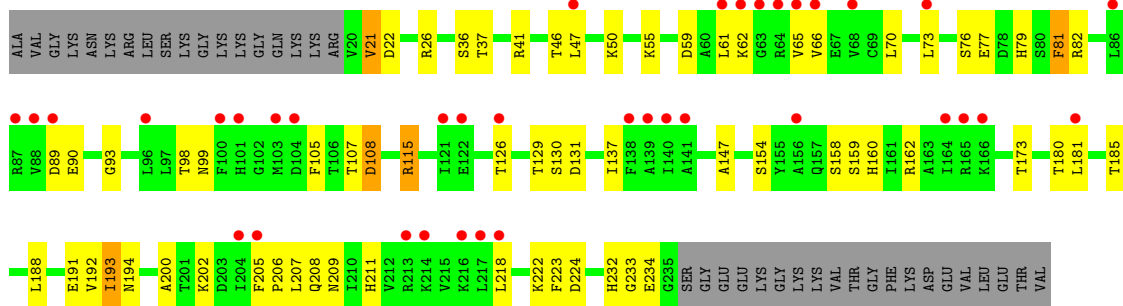 ALA VAL GLY LYS ASN LYS ARG LEU SER LYS GLY LYS LYS GLY GLN LYS LYS ARG V20 V21 D22 R26 S36 T37 R41 T46 L47 K50 K55 D59 A60 L61 K62 G63 R64 V65 V66 E67 V68 C69 L70 L73 S76 E77 D78 H79 S80 F81 R82 L86
R87 V88 D89 E90 G93 L96 L97 T98 N99 F100 H101 G102 M103 D104 F105 T106 T107 D108 R115 I121 E122 T126 T129 S130 D131 I137 F138 A139 I140 A141 A147 S154 Y155 A156 Q157 S158 S159 H160 I161 R162 A163 I164 R165 K166 T173 T180 L181 T185
L188 E191 V192 I193 N194 A200 T201 K202 D203 I204 F205 P206 L207 Q208 N209 I210 H211 V212 R213 K214 V215 K216 L217 L218 K222 F223 D224 H232 G233 E234 G235 SER GLY GLU GLU LYS GLY LYS LYS VAL THR GLY PHE LYS ASP GLU VAL LEU GLU THR VAL